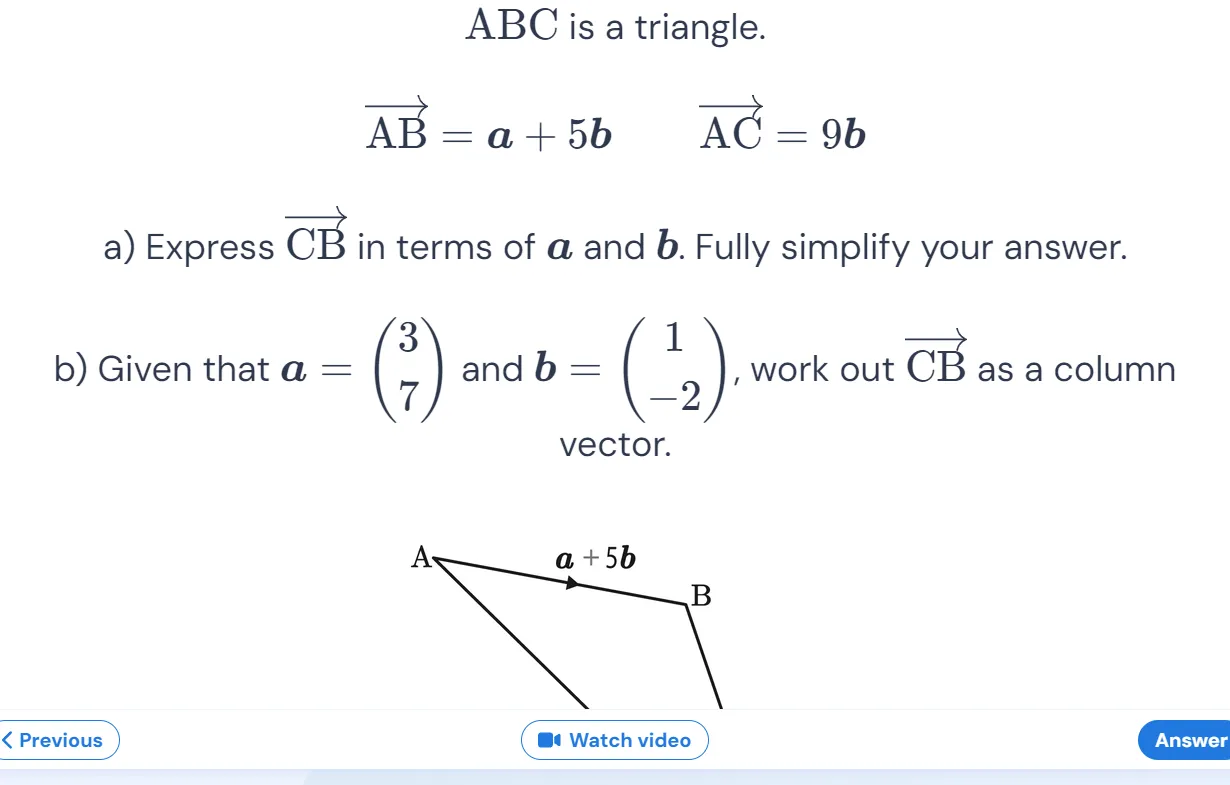 ABC is a triangle.
$\overrightarrow{AB} = \boldsymbol{a} + 5\boldsymbol{b}$ $\overrightarrow{AC} = 9\boldsymbol{b}$
a) Express $\overrightarrow{CB}$ in terms of $\boldsymbol{a}$ and $\boldsymbol{b}$. Fully simplify your answer.
b) Given that $\boldsymbol{a} = \begin{pmatrix} 3 \\ 7 \end{pmatrix}$ and $\boldsymbol{b} = \begin{pmatrix} 1 \\ -2 \end{pmatrix}$, work out $\overrightarrow{CB}$ as a column
vector.
A
$\boldsymbol{a} + 5\boldsymbol{b}$
B
Previous
Watch video
Answer